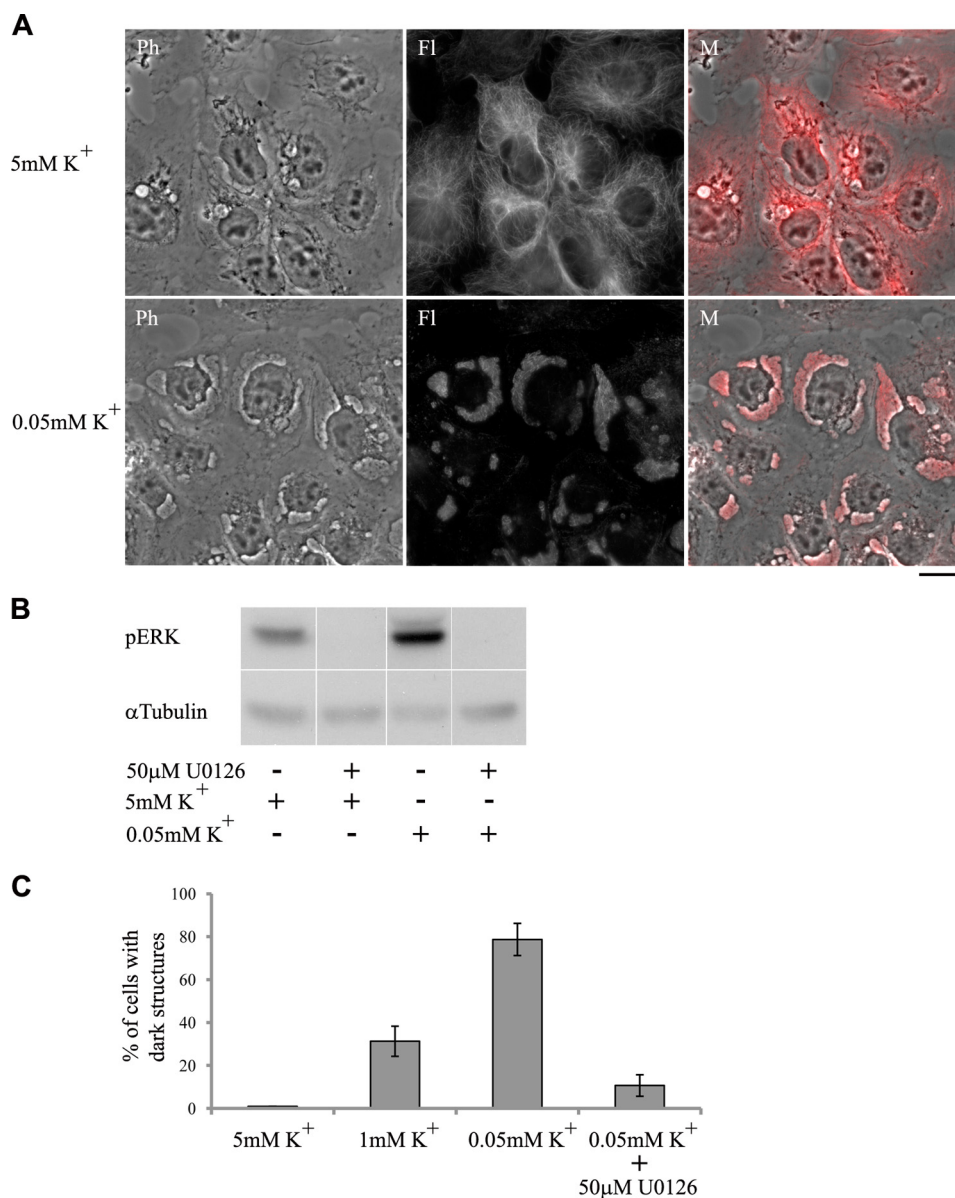 A
Ph Fl M
5mM K+
Ph Fl M
0.05mM K+
B
pERK
αTubulin
50μM U0126 - + - +
5mM K+ + + - -
0.05mM K+ - - + +
C
% of cells with
dark structures
100
80
60
40
20
0
5mM K+ 1mM K+ 0.05mM K+ 0.05mM K+
+
50μM U0126